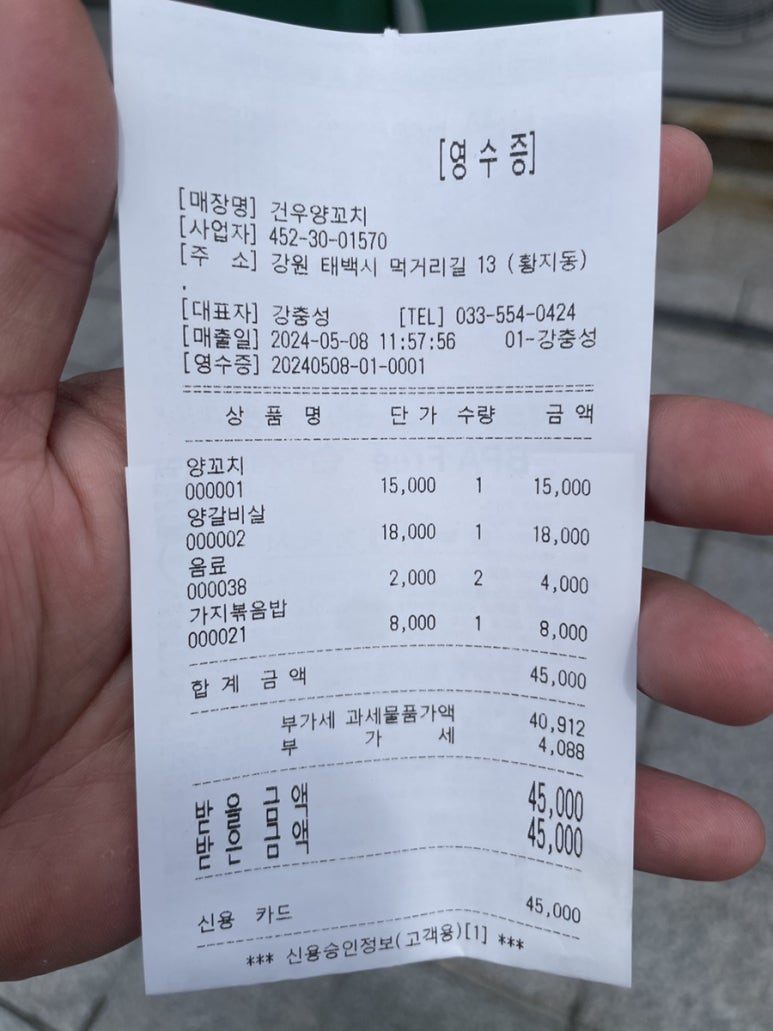 [영 수 증]
[매장명] 건우양꼬치
[사업자] 452-30-01570
[주 소] 강원 태백시 먹거리길 13 (황지동)
.
[대표자] 강충성 [TEL] 033-554-0424
[매출일] 2024-05-08 11:57:56 01-강충성
[영수증] 20240508-01-0001
상 품 명 단 가 수량 금 액
양꼬치
000001 15,000 1 15,000
양갈비살
000002 18,000 1 18,000
음료
000038 2,000 2 4,000
가지볶음밥
000021 8,000 1 8,000
합 계 금 액 45,000
부가세 과세물품가액 40,912
부 가 세 4,088
받 을 금 액 45,000
받 은 금 액 45,000
신용 카드 45,000
*** 신용승인정보(고객용)[1] ***